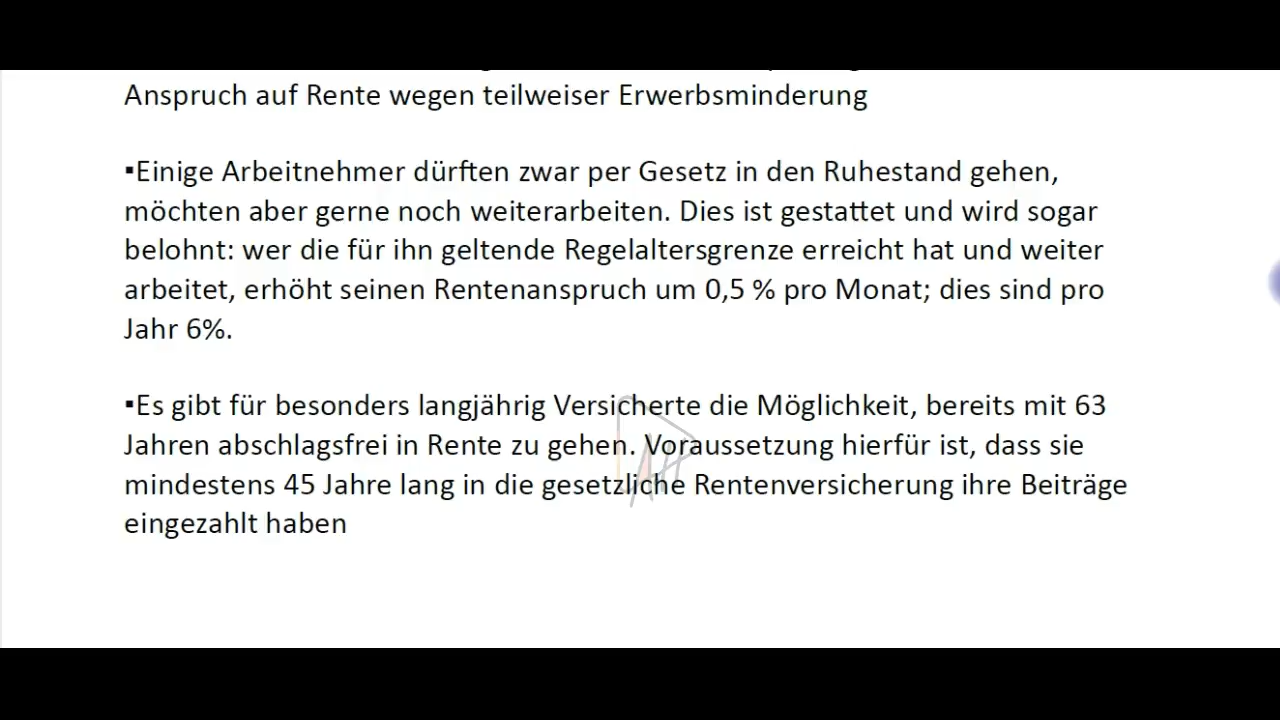 Anspruch auf Rente wegen teilweiser Erwerbsminderung
▪Einige Arbeitnehmer dürften zwar per Gesetz in den Ruhestand gehen,
möchten aber gerne noch weiterarbeiten. Dies ist gestattet und wird sogar
belohnt: wer die für ihn geltende Regelaltersgrenze erreicht hat und weiter
arbeitet, erhöht seinen Rentenanspruch um 0,5 % pro Monat; dies sind pro
Jahr 6%.
▪Es gibt für besonders langjährig Versicherte die Möglichkeit, bereits mit 63
Jahren abschlagsfrei in Rente zu gehen. Voraussetzung hierfür ist, dass sie
mindestens 45 Jahre lang in die gesetzliche Rentenversicherung ihre Beiträge
eingezahlt haben